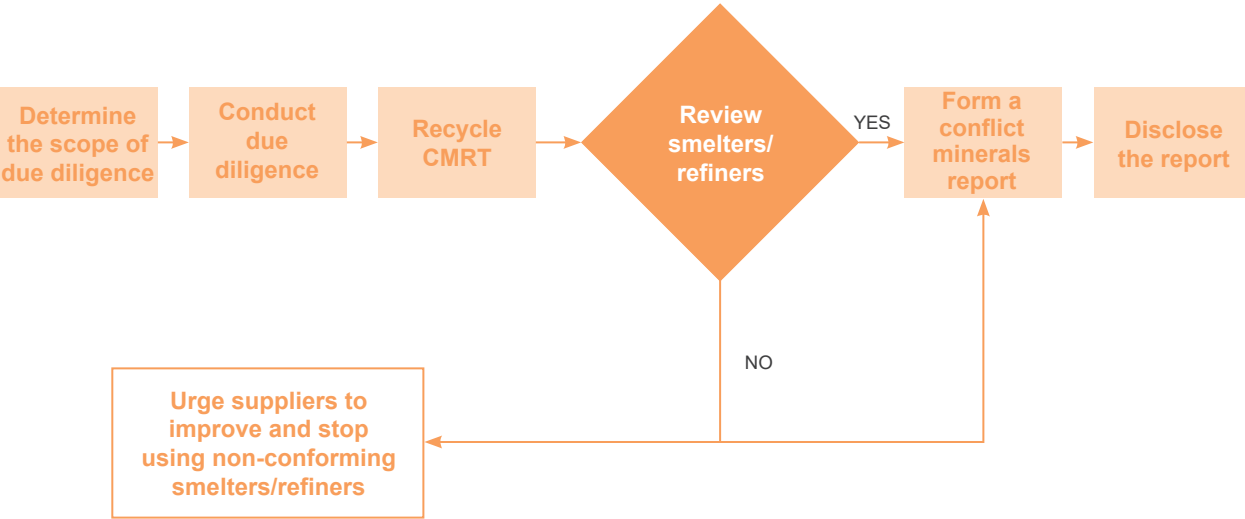 Determine
the scope of
due diligence
Conduct
due
diligence
Recycle
CMRT
Review
smelters/
refiners
YES
Form a
conflict
minerals
report
Disclose
the report
NO
Urge suppliers to
improve and stop
using non-conforming
smelters/refiners